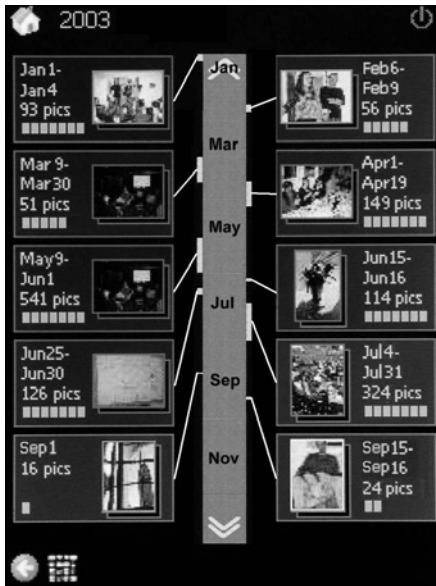 2003
Jan 1-
Jan4
93 pics
Feb6-
Feb9
56 pics
Mar 9-
Mar30
51 pics
Apr1-
Apr19
149 pics
May9-
Jun1
541 pics
Jun15-
Jun16
114 pics
Jun25-
Jun30
126 pics
Jul4-
Jul31
324 pics
Sep1
16 pics
Sep15-
Sep16
24 pics
Jan
Mar
May
Jul
Sep
Nov